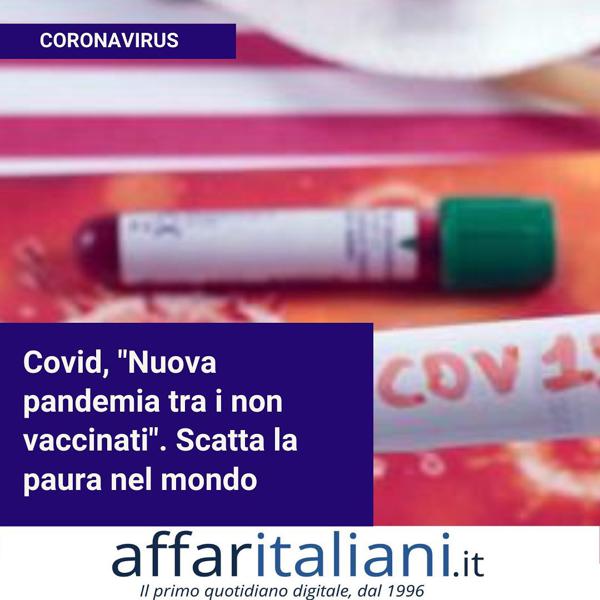 CORONAVIRUS
COV 1
Covid, "Nuova
pandemia tra i non
vaccinati". Scatta la
paura nel mondo
affaritaliani.it
Il primo quotidiano digitale, dal 1996